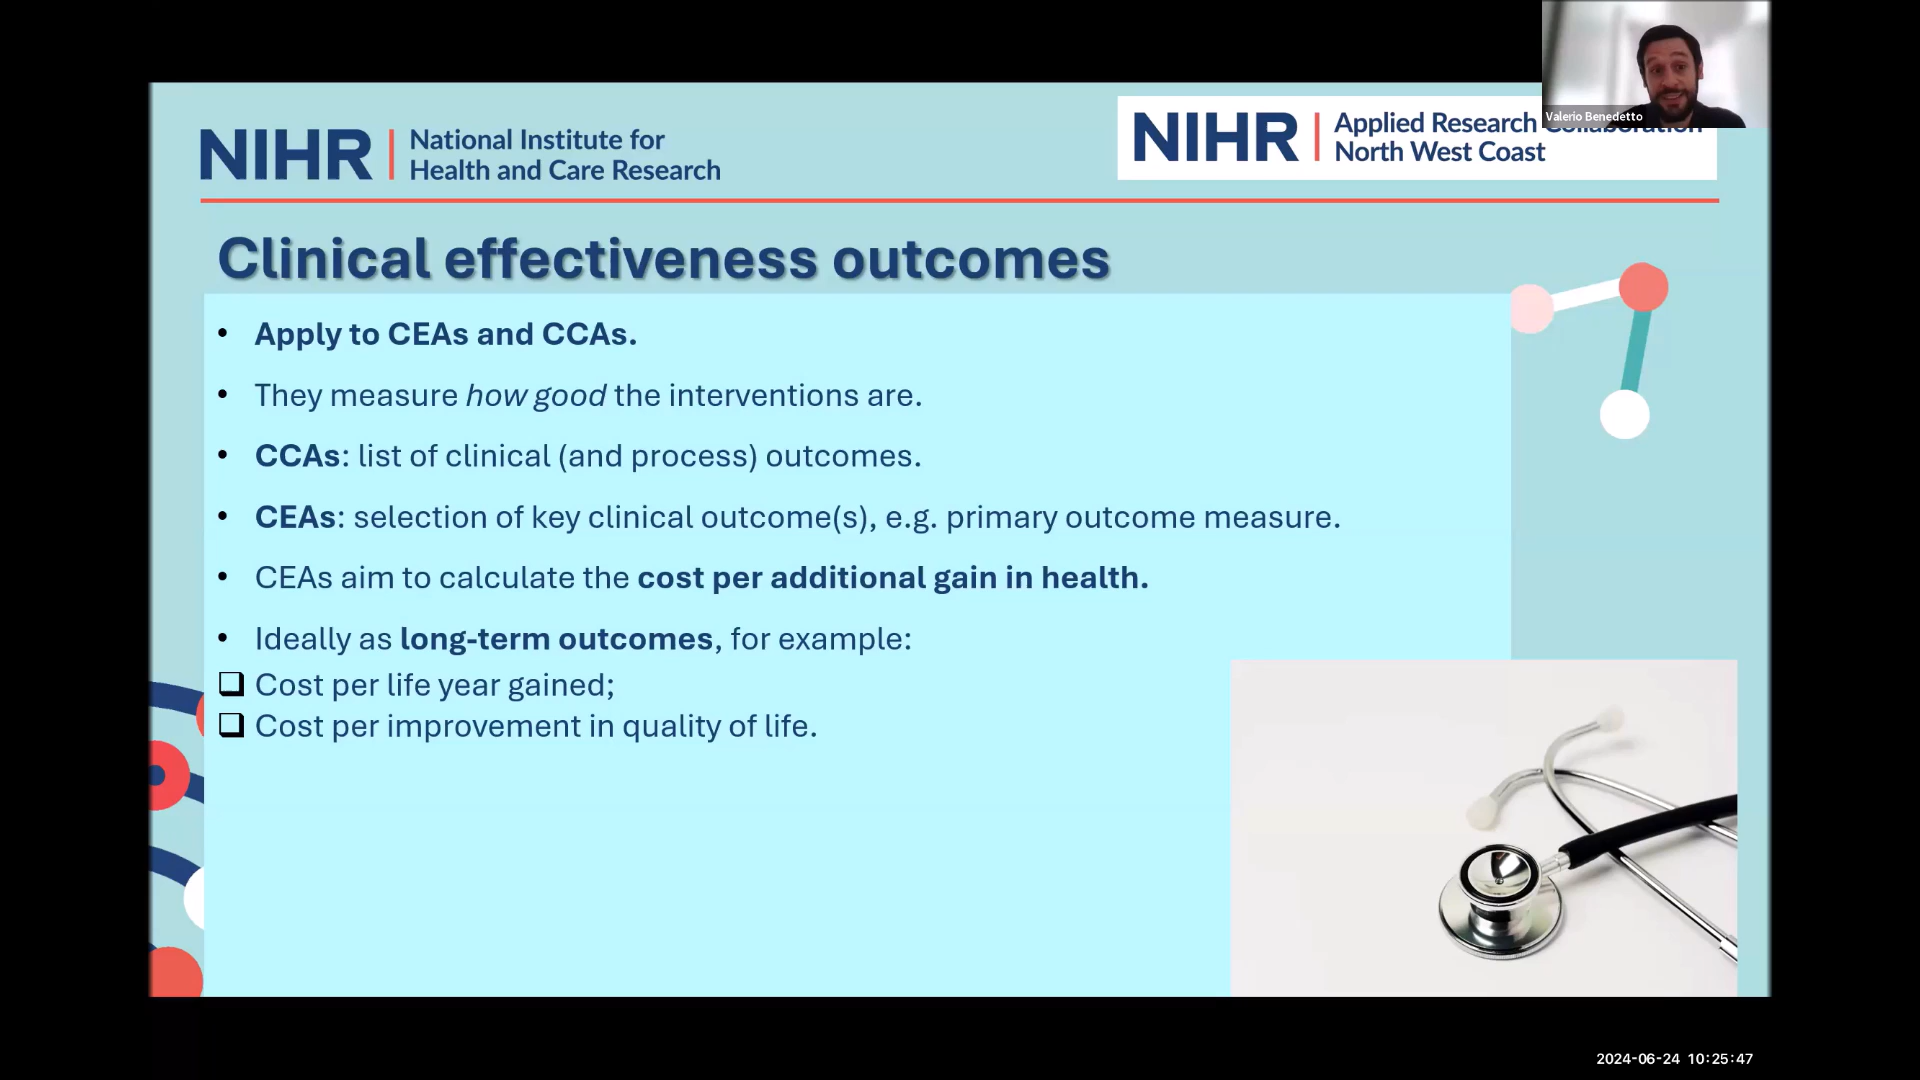 Valerio Benedetto
NIHR | National Institute for
Health and Care Research
NIHR | Applied Research Collaboration
North West Coast
Clinical effectiveness outcomes
• Apply to CEAs and CCAs.
• They measure how good the interventions are.
• CCAs: list of clinical (and process) outcomes.
• CEAs: selection of key clinical outcome(s), e.g. primary outcome measure.
• CEAs aim to calculate the cost per additional gain in health.
• Ideally as long-term outcomes, for example:
❑ Cost per life year gained;
❑ Cost per improvement in quality of life.
2024-06-24 10:25:47